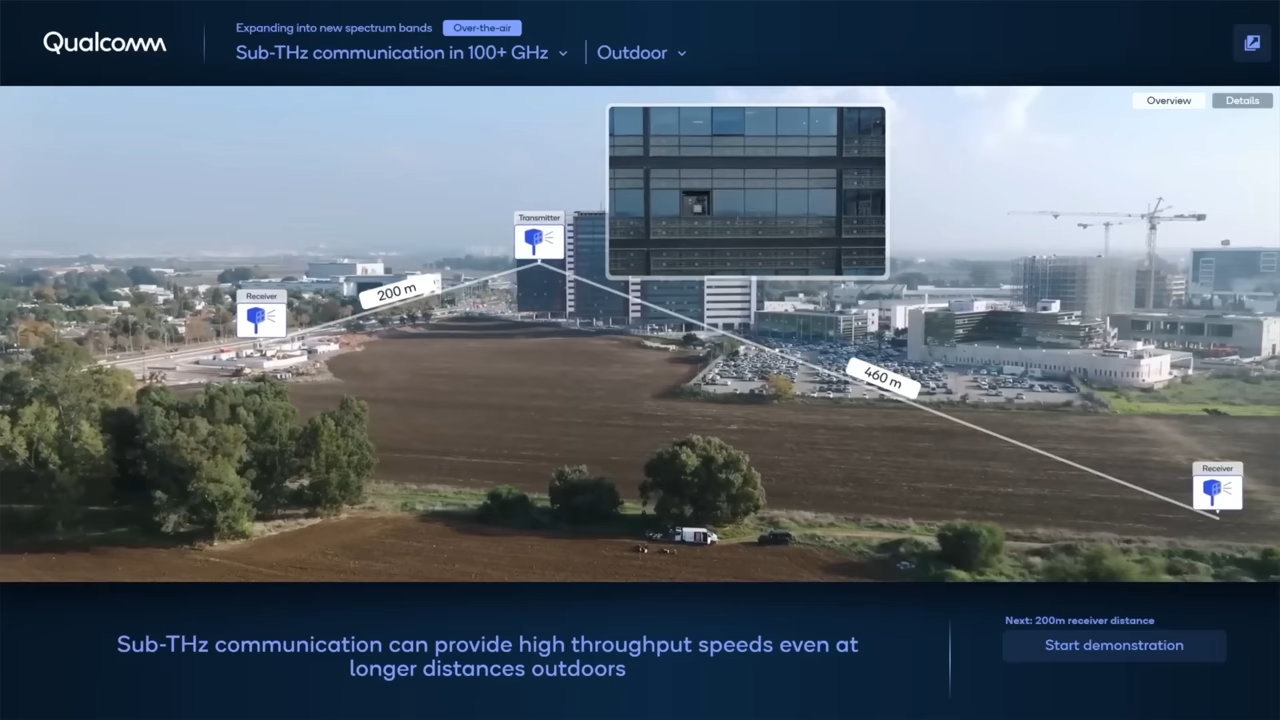 Qualcomm
Expanding into new spectrum bands
Over-the-air
Sub-THz communication in 100+ GHz
Outdoor
Overview
Details
Transmitter
Receiver
200 m
460 m
Receiver
Sub-THz communication can provide high throughput speeds even at
longer distances outdoors
Next: 200m receiver distance
Start demonstration